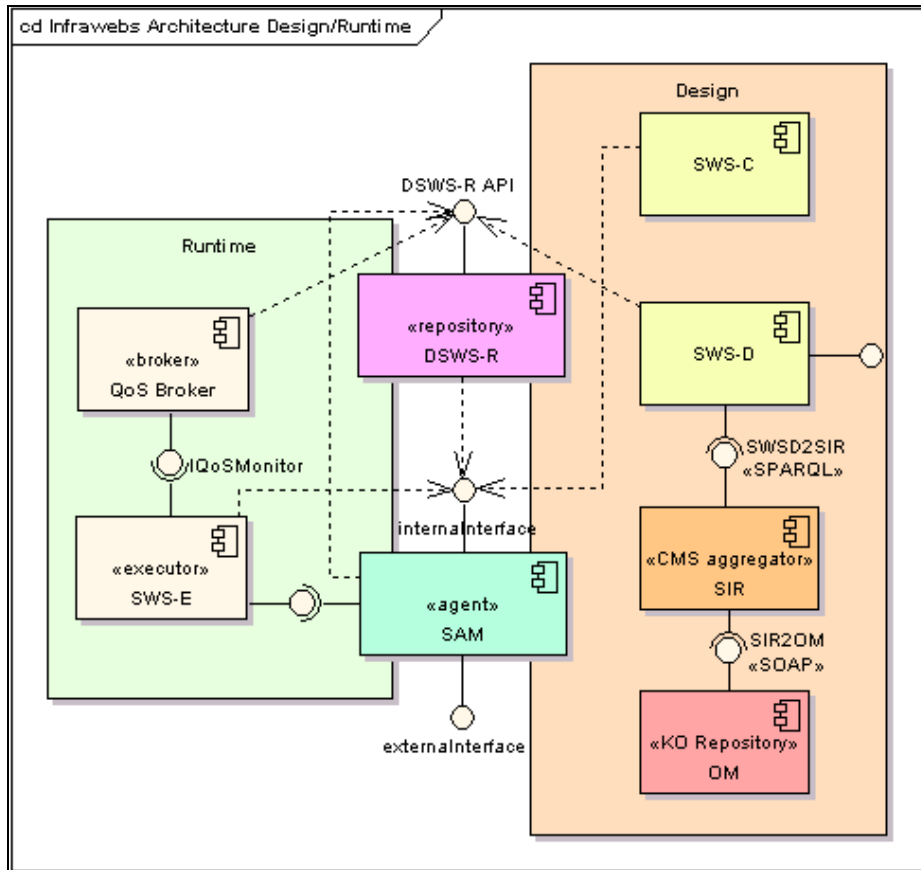 cd Infrawebs Architecture Design/Runtime
Design
SWS-C
DSWS-R API
Runtime
«repository»
DSWS-R
SWS-D
«broker»
QoS Broker
IQoSMonitor
SWSD2SIR
«SPARQL»
internalInterface
«executor»
SWS-E
«CMS aggregator»
SIR
«agent»
SAM
SIR2OM
«SOAP»
externalInterface
«KO Repository»
OM